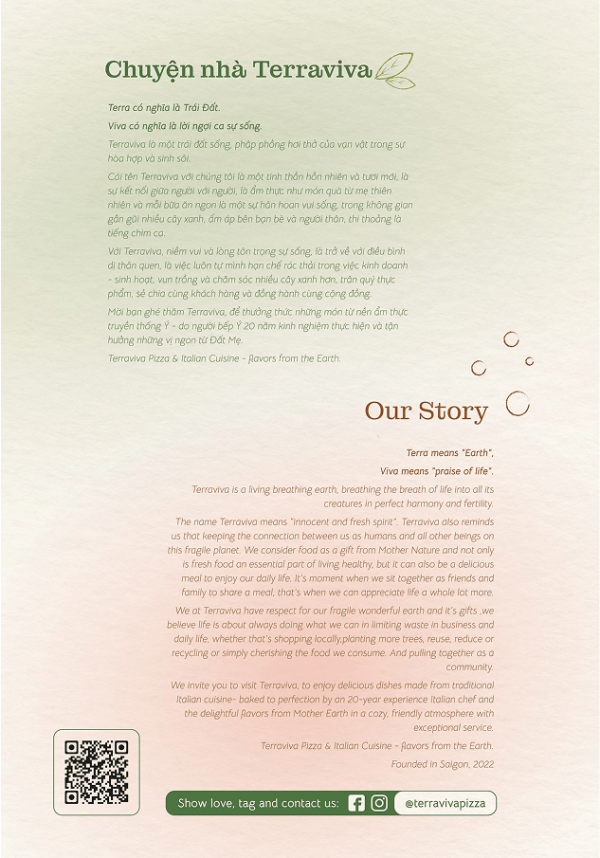 Chuyện nhà Terraviva
Terra có nghĩa là Trái Đất.
Viva có nghĩa là lời ngợi ca sự sống.
Terraviva là một trái đất sống, phập phồng hơi thở của vạn vật trong sự
hòa hợp và sinh sôi.
Cái tên Terraviva với chúng tôi là một tinh thần hồn nhiên và tươi mới, là
sự kết nối giữa người với người, là ẩm thực như món quà từ mẹ thiên
nhiên và mỗi bữa ăn ngon là một sự hân hoan vui sống, trong không gian
gần gũi nhiều cây xanh, ấm áp bên bạn bè và người thân, thi thoảng là
tiếng chim ca.
Với Terraviva, niềm vui và lòng tôn trọng sự sống, là trở về với điều bình
dị thân quen, là việc luôn tự mình hạn chế rác thải trong việc kinh doanh
- sinh hoạt, vun trồng và chăm sóc nhiều cây xanh hơn, trân quý thực
phẩm, sẻ chia cùng khách hàng và đồng hành cùng cộng đồng.
Mời bạn ghé thăm Terraviva, để thưởng thức những món từ nền ẩm thực
truyền thống Ý - do người bếp Ý 20 năm kinh nghiệm thực hiện và tận
hưởng những vị ngon từ Đất Mẹ.
Terraviva Pizza & Italian Cuisine - flavors from the Earth.
Our Story
Terra means "Earth",
Viva means "praise of life".
Terraviva is a living breathing earth, breathing the breath of life into all its
creatures in perfect harmony and fertility.
The name Terraviva means "innocent and fresh spirit". Terraviva also reminds
us that keeping the connection between us as humans and all other beings on
this fragile planet. We consider food as a gift from Mother Nature and not only
is fresh food an essential part of living healthy, but it can also be a delicious
meal to enjoy our daily life. It's moment when we sit together as friends and
family to share a meal, that's when we can appreciate life a whole lot more.
We at Terraviva have respect for our fragile wonderful earth and it's gifts ,we
believe life is about always doing what we can in limiting waste in business and
daily life, whether that's shopping locally,planting more trees, reuse, reduce or
recycling or simply cherishing the food we consume. And pulling together as a
community.
We invite you to visit Terraviva, to enjoy delicious dishes made from traditional
Italian cuisine- baked to perfection by an 20-year experience Italian chef and
the delightful flavors from Mother Earth in a cozy, friendly atmosphere with
exceptional service.
Terraviva Pizza & Italian Cuisine - flavors from the Earth.
Founded in Saigon, 2022
Show love, tag and contact us:
@terravivapizza